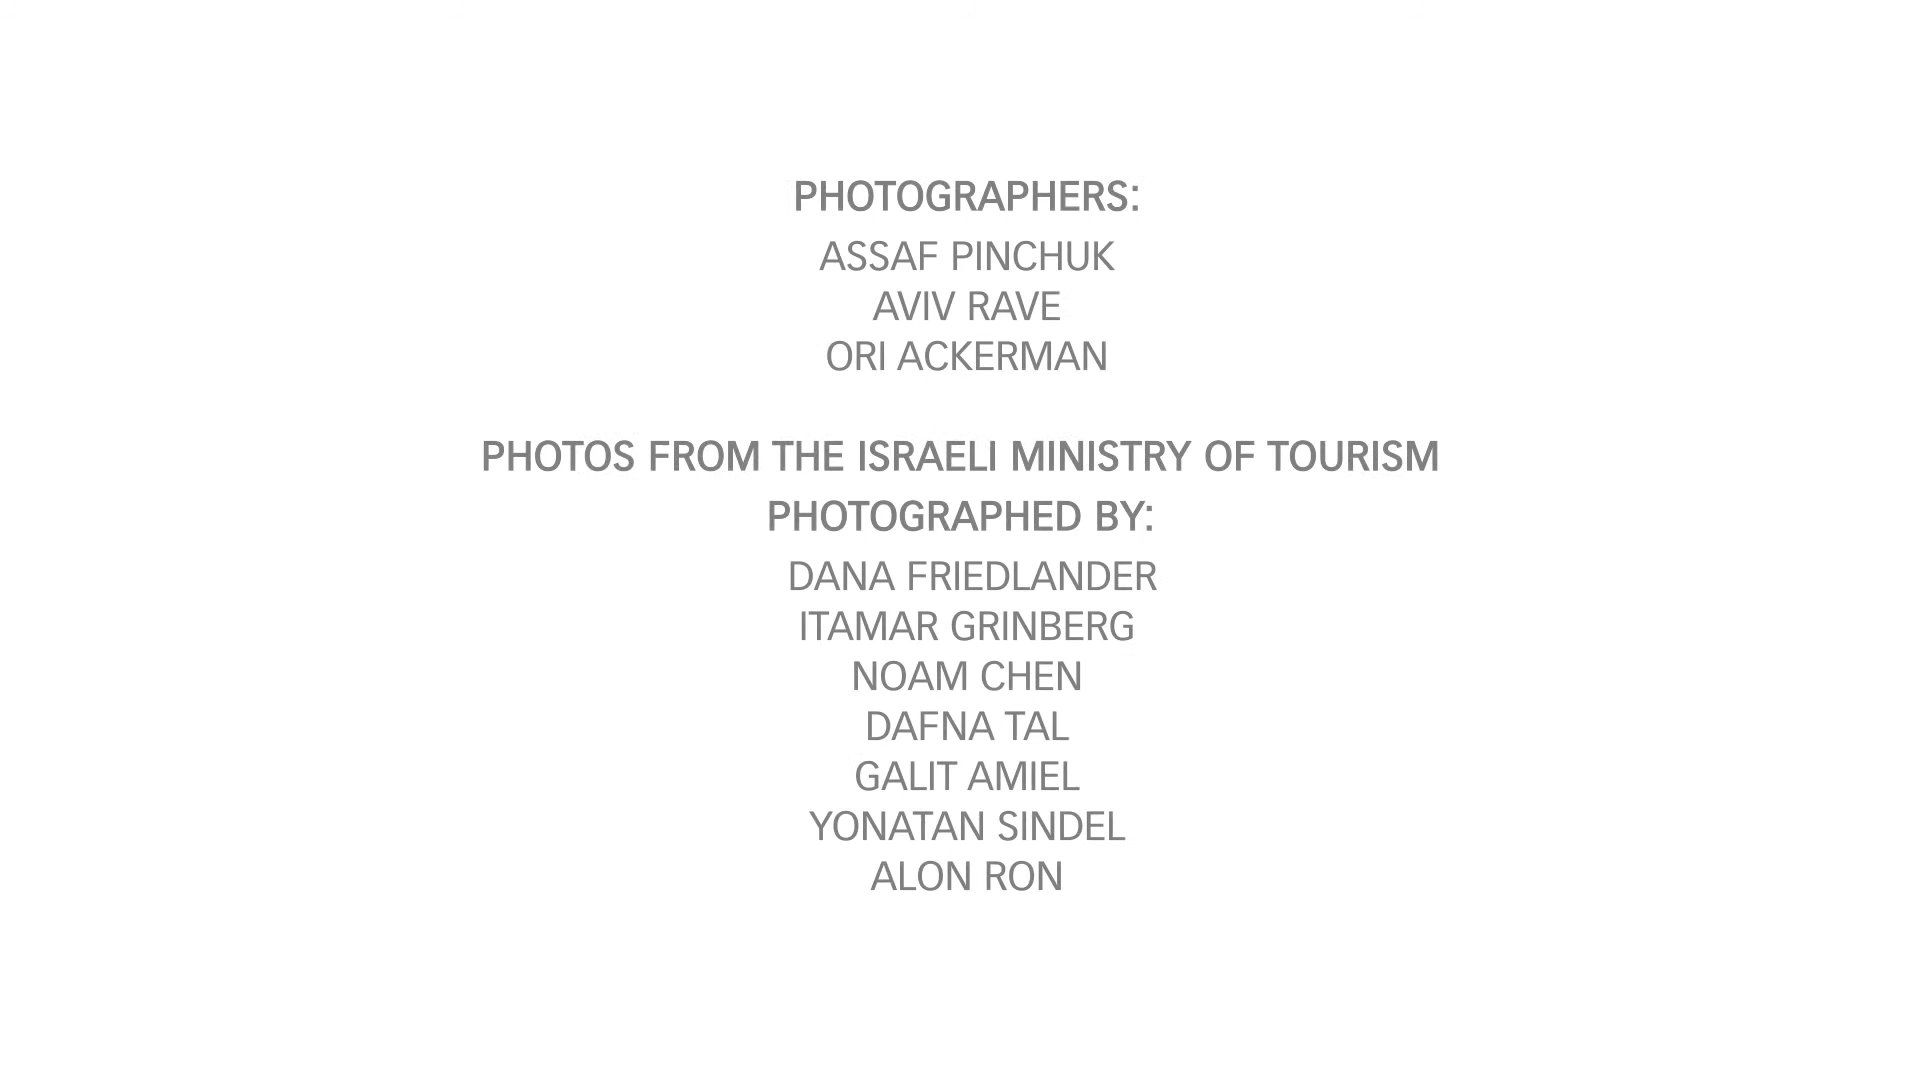 PHOTOGRAPHERS:
ASSAF PINCHUK
AVIV RAVE
ORI ACKERMAN
PHOTOS FROM THE ISRAELI MINISTRY OF TOURISM
PHOTOGRAPHED BY:
DANA FRIEDLANDER
ITAMAR GRINBERG
NOAM CHEN
DAFNA TAL
GALIT AMIEL
YONATAN SINDEL
ALON RON